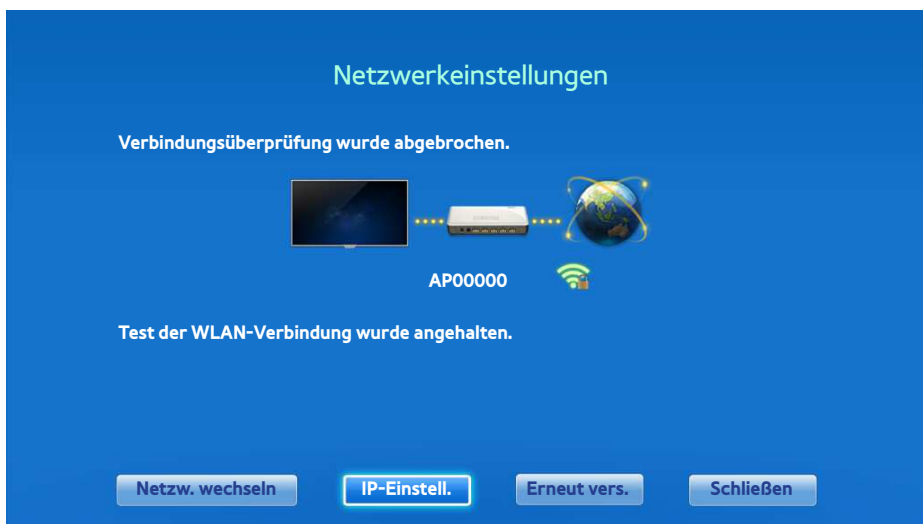 Netzwerkeinstellungen
Verbindungsüberprüfung wurde abgebrochen.
AP00000
Test der WLAN-Verbindung wurde angehalten.
Netzw. wechseln
IP-Einstell.
Erneut vers.
Schließen